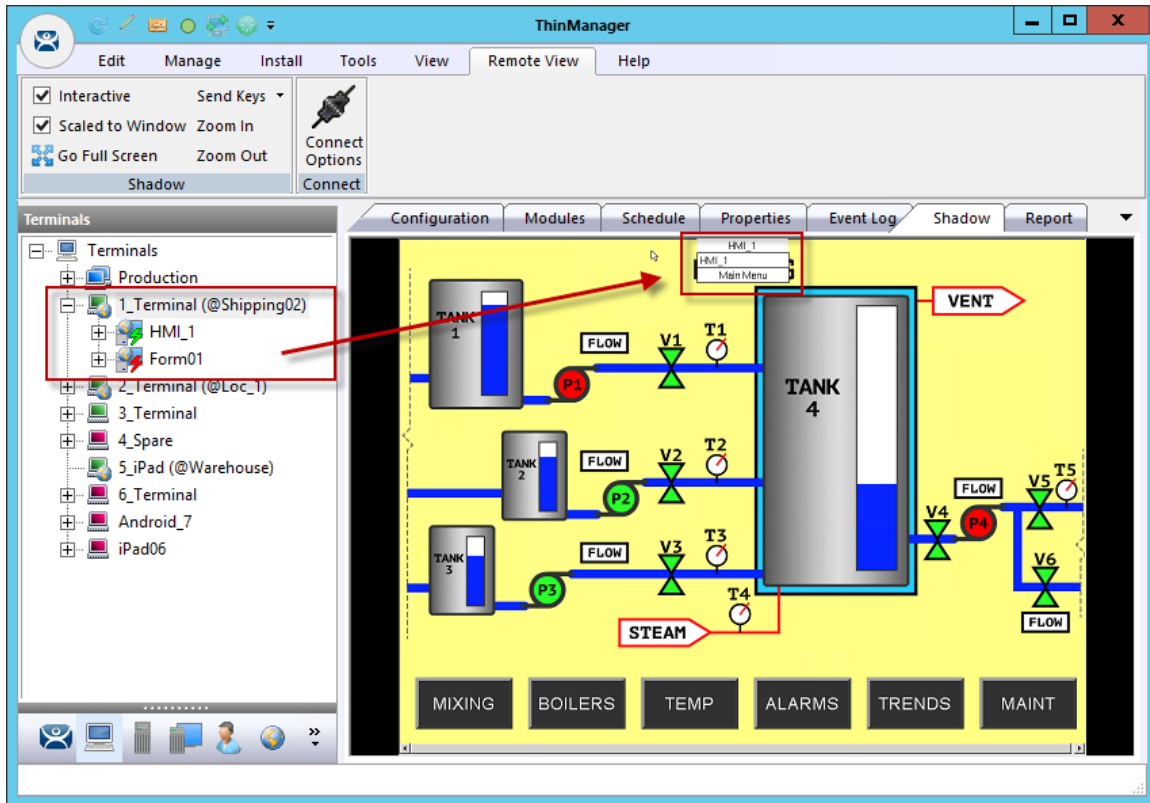 ThinManager
Edit Manage Install Tools View Remote View Help
Interactive Send Keys
Scaled to Window Zoom In
Go Full Screen Zoom Out
Connect Options
Shadow Connect
Terminals
Configuration Modules Schedule Properties Event Log Shadow Report
Terminals
Production
1_Terminal (@Shipping02)
HMI_1
Form01
2_Terminal (@Loc_1)
3_Terminal
4_Spare
5_iPad (@Warehouse)
6_Terminal
Android_7
iPad06
HMI_1
HMI_1
Main Menu
VENT
TANK 1
FLOW V1 T1
P1
TANK 4
TANK 2
FLOW V2 T2
P2
FLOW V5 T5
V4 P4
TANK 3
FLOW V3 T3
P3
V6
T4
FLOW
STEAM
MIXING BOILERS TEMP ALARMS TRENDS MAINT